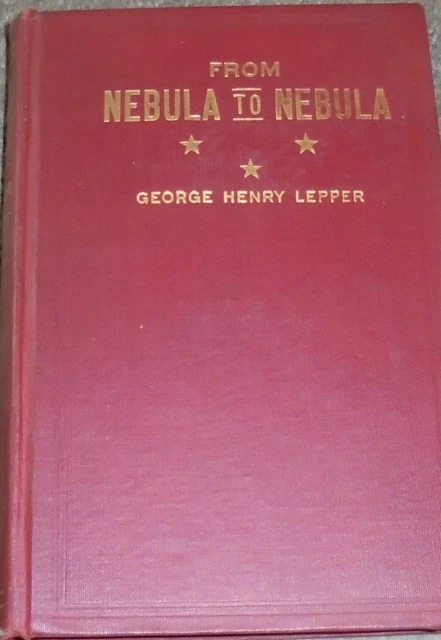 FROM
NEBULA TO NEBULA
GEORGE HENRY LEPPER